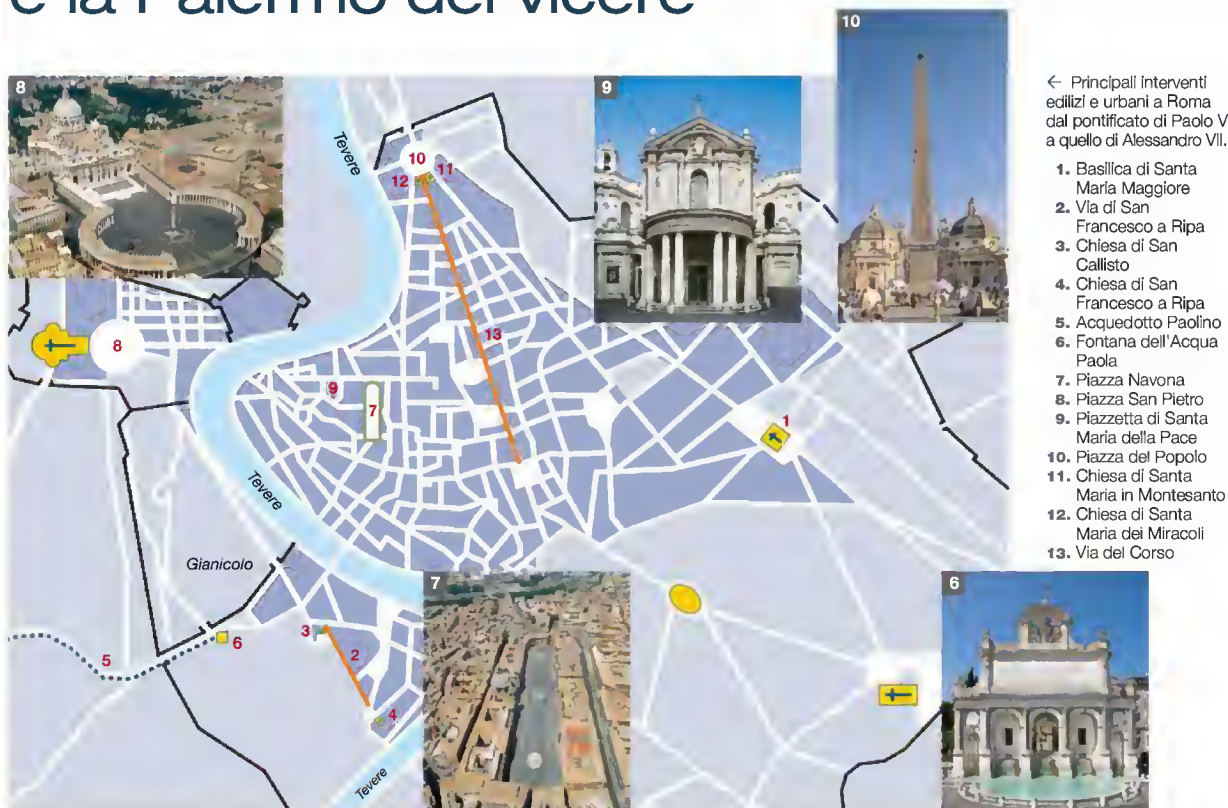 e la Palermo dei viceré
8
9
10
← Principali interventi
edilizi e urbani a Roma
dal pontificato di Paolo V
a quello di Alessandro VII.
1. Basilica di Santa
Maria Maggiore
2. Via di San
Francesco a Ripa
3. Chiesa di San
Callisto
4. Chiesa di San
Francesco a Ripa
5. Acquedotto Paolino
6. Fontana dell'Acqua
Paola
7. Piazza Navona
8. Piazza San Pietro
9. Piazzetta di Santa
Maria della Pace
10. Piazza del Popolo
11. Chiesa di Santa
Maria in Montesanto
12. Chiesa di Santa
Maria dei Miracoli
13. Via del Corso
Tevere
10
11
12
13
8
9
7
1
Tevere
Gianicolo
6
3
2
5
4
Tevere
7
6